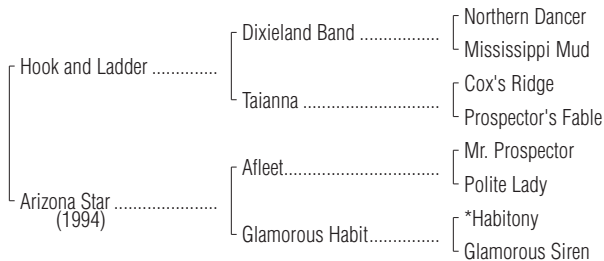 Northern Dancer
Dixieland Band .................
Mississippi Mud
Hook and Ladder .............
Cox's Ridge
Taianna .............................
Prospector's Fable
Mr. Prospector
Afleet.................................
Polite Lady
Arizona Star ....................
(1994)
*Habitony
Glamorous Habit...............
Glamorous Siren